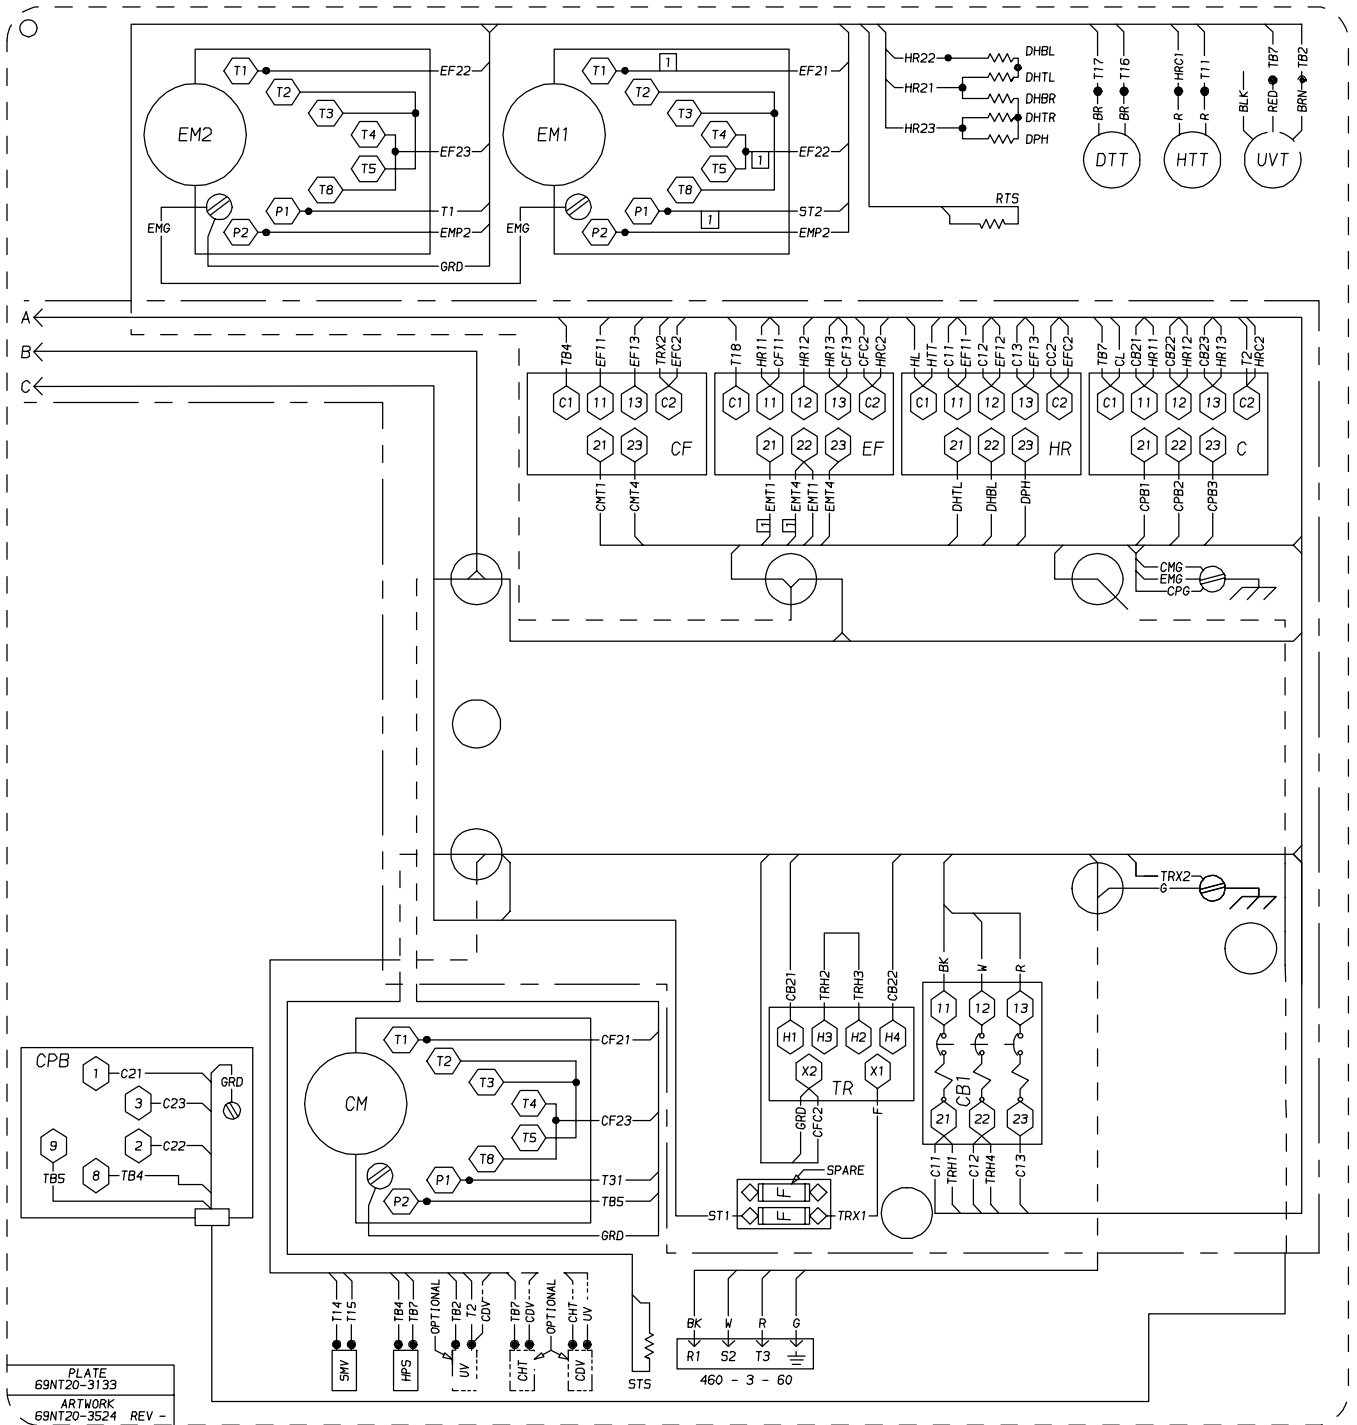 EM2
T1
T2
T3
T4
T5
T8
P1
P2
EF22
EF23
T1
EMP2
GRD
EMG
EM1
T1
1
T2
T3
T4
1
T5
T8
P1
1
P2
EF21
EF22
ST2
EMP2
EMG
HR22
HR21
HR23
DHBL
DHTL
DHBR
DHTR
DPH
RTS
BR T17
BR T16
DTT
R HRC1
R T11
HTT
BLK
RED TB7
BRN TB2
UVT
A
B
C
TB4
EF11
EF13
TRX2
EFC2
C1 11 13 C2
21 23 CF
CMT1
CMT4
T18
HR11
CF11
HR12
HR13
CF13
CFC2
HRC2
C1 11 12 13 C2
21 22 23 EF
1 EMT1
1 EMT4
EMT1
EMT4
HL
HTT
C11
EF11
C12
EF12
C13
EF13
CC2
EFC2
C1 11 12 13 C2
21 22 23 HR
DHTL
DHBL
DPH
TB7
CL
CB21
HR11
CB22
HR12
CB23
HR13
T2
HRC2
C1 11 12 13 C2
21 22 23 C
CPB1
CPB2
CPB3
CMG
EMG
CPG
TRX2
G
CB21
TRH2
TRH3
CB22
H1 H3 H2 H4
X2 X1
TR
GRD
CFC2
F
BK
W
R
11 12 13
CB1
21 22 23
C11
TRH1
C12
TRH4
C13
SPARE
F
F
ST1
TRX1
CPB
1
C21
3
C23
2
C22
9
8
TB4
TB5
GRD
CM
T1
T2
T3
T4
T5
T8
P1
P2
CF21
CF23
T31
TB5
GRD
T14
T15
SMV
TB4
TB7
HPS
OPTIONAL
TB2
T2
CDV
UV
TB7
CDV
CHT
OPTIONAL
CHT
UV
CDV
STS
BK W R G
R1 S2 T3
460 - 3 - 60
PLATE
69NT20-3133
ARTWORK
69NT20-3524 REV -